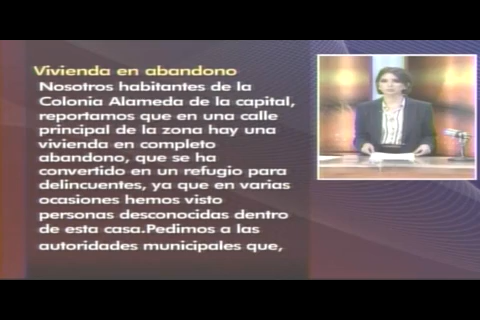 Vivienda en abandono
Nosotros habitantes de la
Colonia Alameda de la capital,
reportamos que en una calle
principal de la zona hay una
vivienda en completo
abandono, que se ha
convertido en un refugio para
delincuentes, ya que en varias
ocasiones hemos visto
personas desconocidas dentro
de esta casa.Pedimos a las
autoridades municipales que,